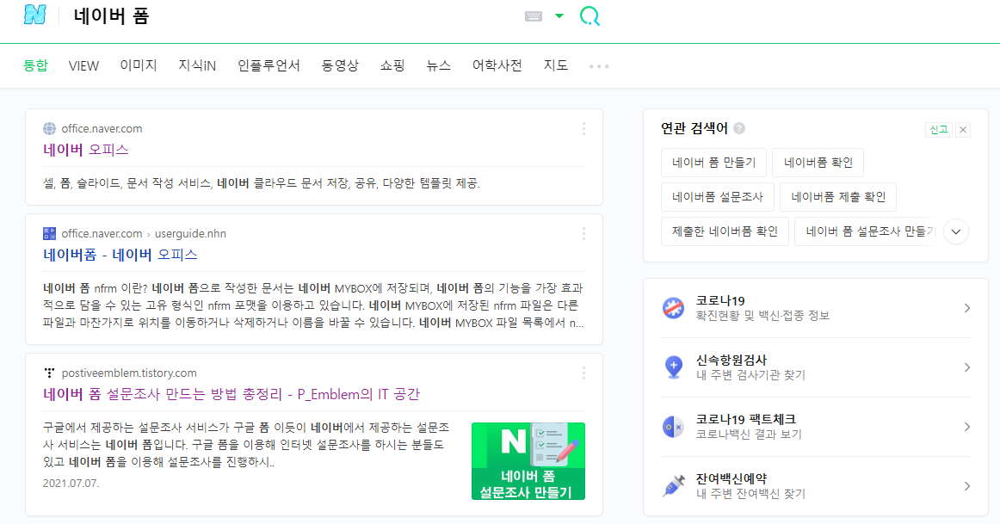 N
네이버 폼
통합 VIEW 이미지 지식iN 인플루언서 동영상 쇼핑 뉴스 어학사전 지도
office.naver.com
네이버 오피스
셀, 폼, 슬라이드, 문서 작성 서비스, 네이버 클라우드 문서 저장, 공유, 다양한 템플릿 제공.
office.naver.com › userguide.nhn
네이버폼 - 네이버 오피스
네이버 폼 nfrm 이란? 네이버 폼으로 작성한 문서는 네이버 MYBOX에 저장되며, 네이버 폼의 기능을 가장 효과
적으로 담을 수 있는 고유 형식인 nfrm 포맷을 이용하고 있습니다. 네이버 MYBOX에 저장된 nfrm 파일은 다른
파일과 마찬가지로 위치를 이동하거나 삭제하거나 이름을 바꿀 수 있습니다. 네이버 MYBOX 파일 목록에서 n...
postiveemblem.tistory.com
네이버 폼 설문조사 만드는 방법 총정리 - P_Emblem의 IT 공간
구글에서 제공하는 설문조사 서비스가 구글 폼 이듯이 네이버에서 제공하는 설문조
사 서비스는 네이버 폼입니다. 구글 폼을 이용해 인터넷 설문조사를 하시는 분들도
있고 네이버 폼을 이용해 설문조사를 진행하시..
2021.07.07.
N
네이버 폼
설문조사 만들기
연관 검색어 ?
신고
네이버 폼 만들기 네이버폼 확인
네이버폼 설문조사 네이버폼 제출 확인
제출한 네이버폼 확인 네이버 폼 설문조사 만들기
코로나19
확진현황 및 백신·접종 정보
신속항원검사
내 주변 검사기관 찾기
코로나19 팩트체크
코로나백신 결과 보기
잔여백신예약
내 주변 잔여백신 찾기